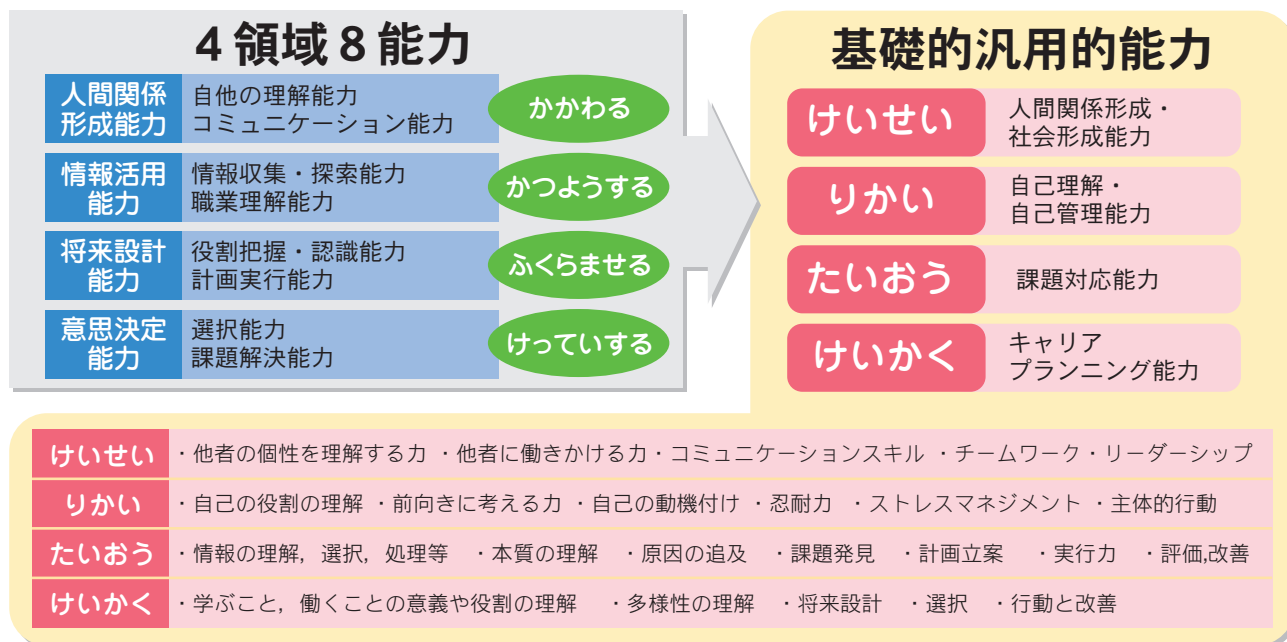 4領域8能力
人間関係
形成能力
自他の理解能力
コミュニケーション能力
かかわる
情報活用
能力
情報収集・探索能力
職業理解能力
かつようする
将来設計
能力
役割把握・認識能力
計画実行能力
ふくらませる
意思決定
能力
選択能力
課題解決能力
けっていする
基礎的汎用的能力
けいせい
人間関係形成・
社会形成能力
りかい
自己理解・
自己管理能力
たいおう
課題対応能力
けいかく
キャリア
プランニング能力
けいせい ・他者の個性を理解する力 ・他者に働きかける力・コミュニケーションスキル ・チームワーク・リーダーシップ
りかい ・自己の役割の理解 ・前向きに考える力 ・自己の動機付け ・忍耐力 ・ストレスマネジメント ・主体的行動
たいおう ・情報の理解，選択，処理等 ・本質の理解 ・原因の追及 ・課題発見 ・計画立案 ・実行力 ・評価,改善
けいかく ・学ぶこと，働くことの意義や役割の理解 ・多様性の理解 ・将来設計 ・選択 ・行動と改善